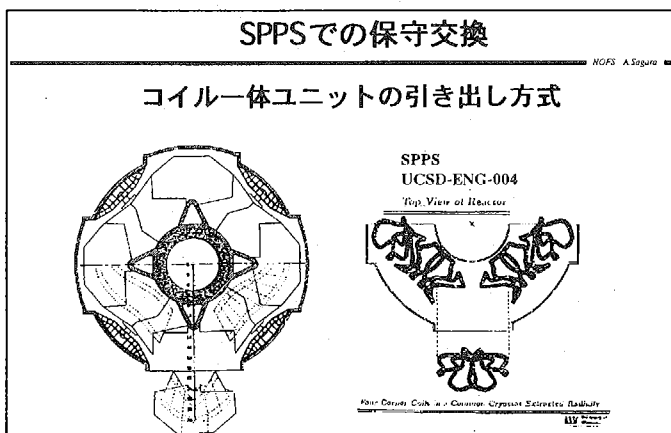 SPPSでの保守交換
NOFS A.Sagara
コイル一体ユニットの引き出し方式
SPPS
UCSD-ENG-004
Top View of Reactor
Four Corner Coils in a Common Cryostat Extracted Radially